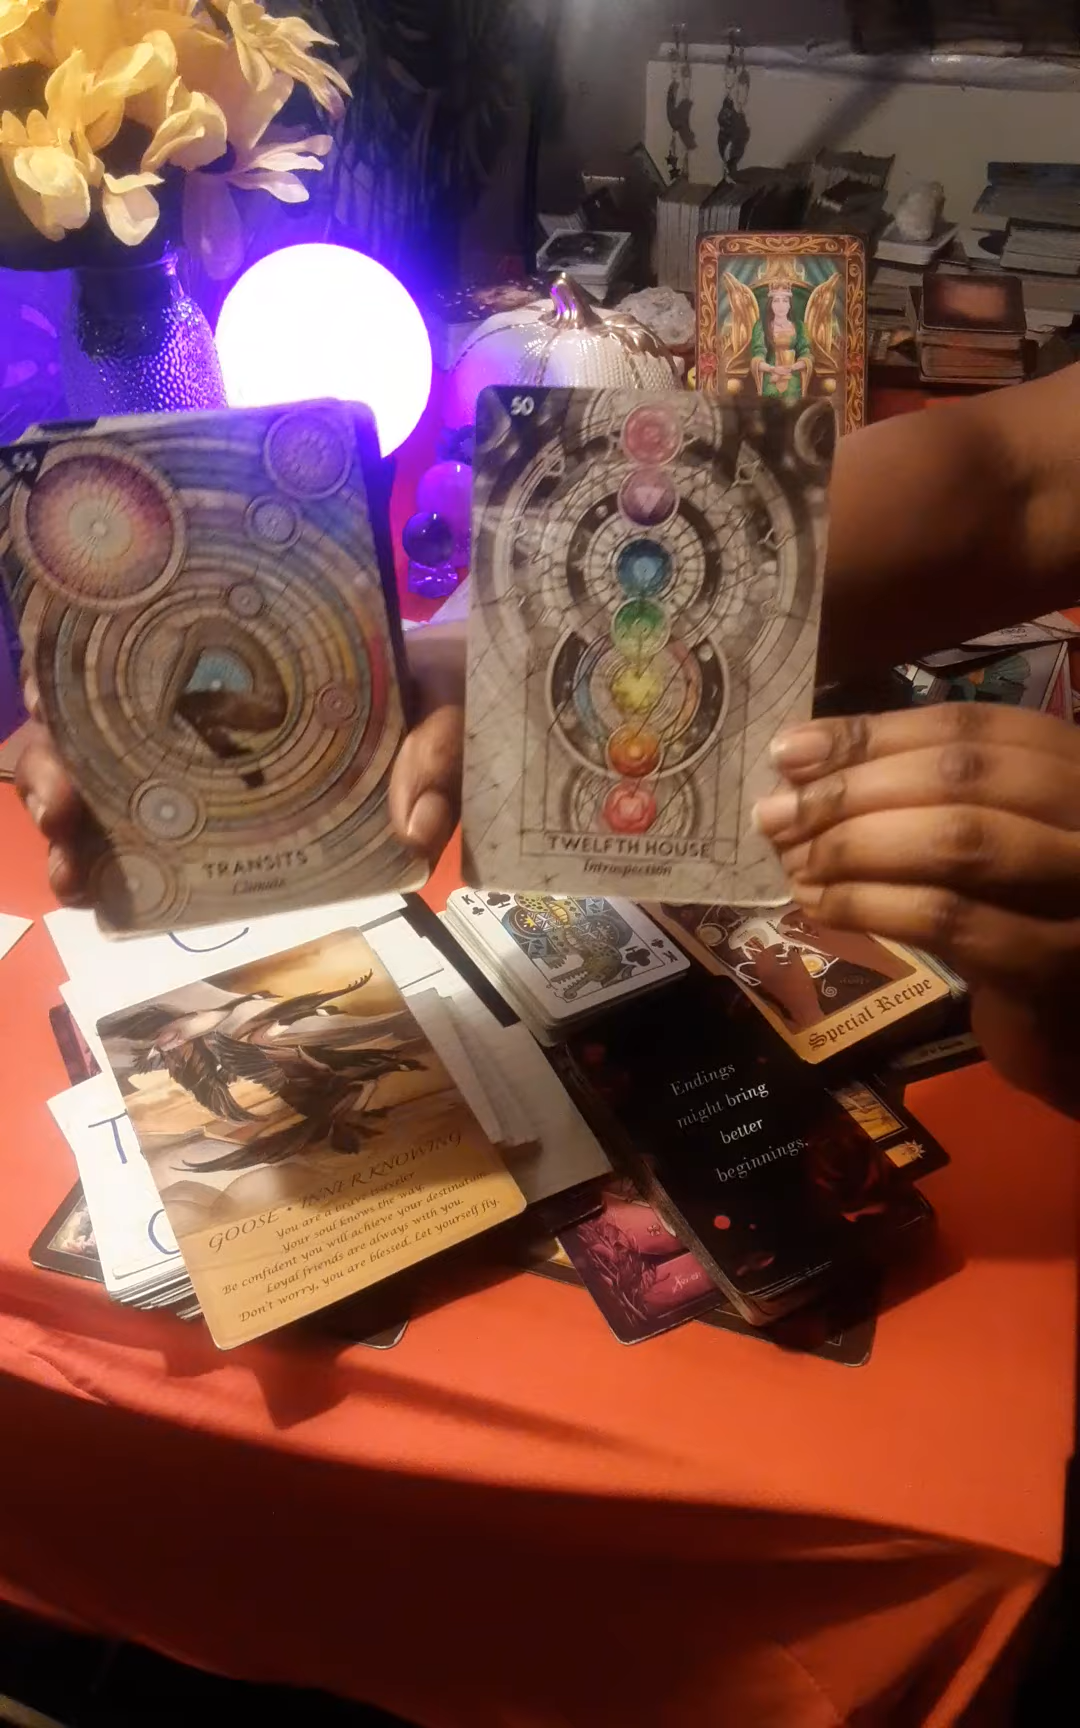 55
TRANSITS
Climate
50
TWELFTH HOUSE
Introspection
K
K
Special Recipe
Endings
might bring
better
beginnings.
GOOSE • INNER KNOWING
You are a brave traveler
Your soul knows the way.
Be confident you will achieve your destination
Loyal friends are always with you.
Don't worry, you are blessed. Let yourself fly.
T
C